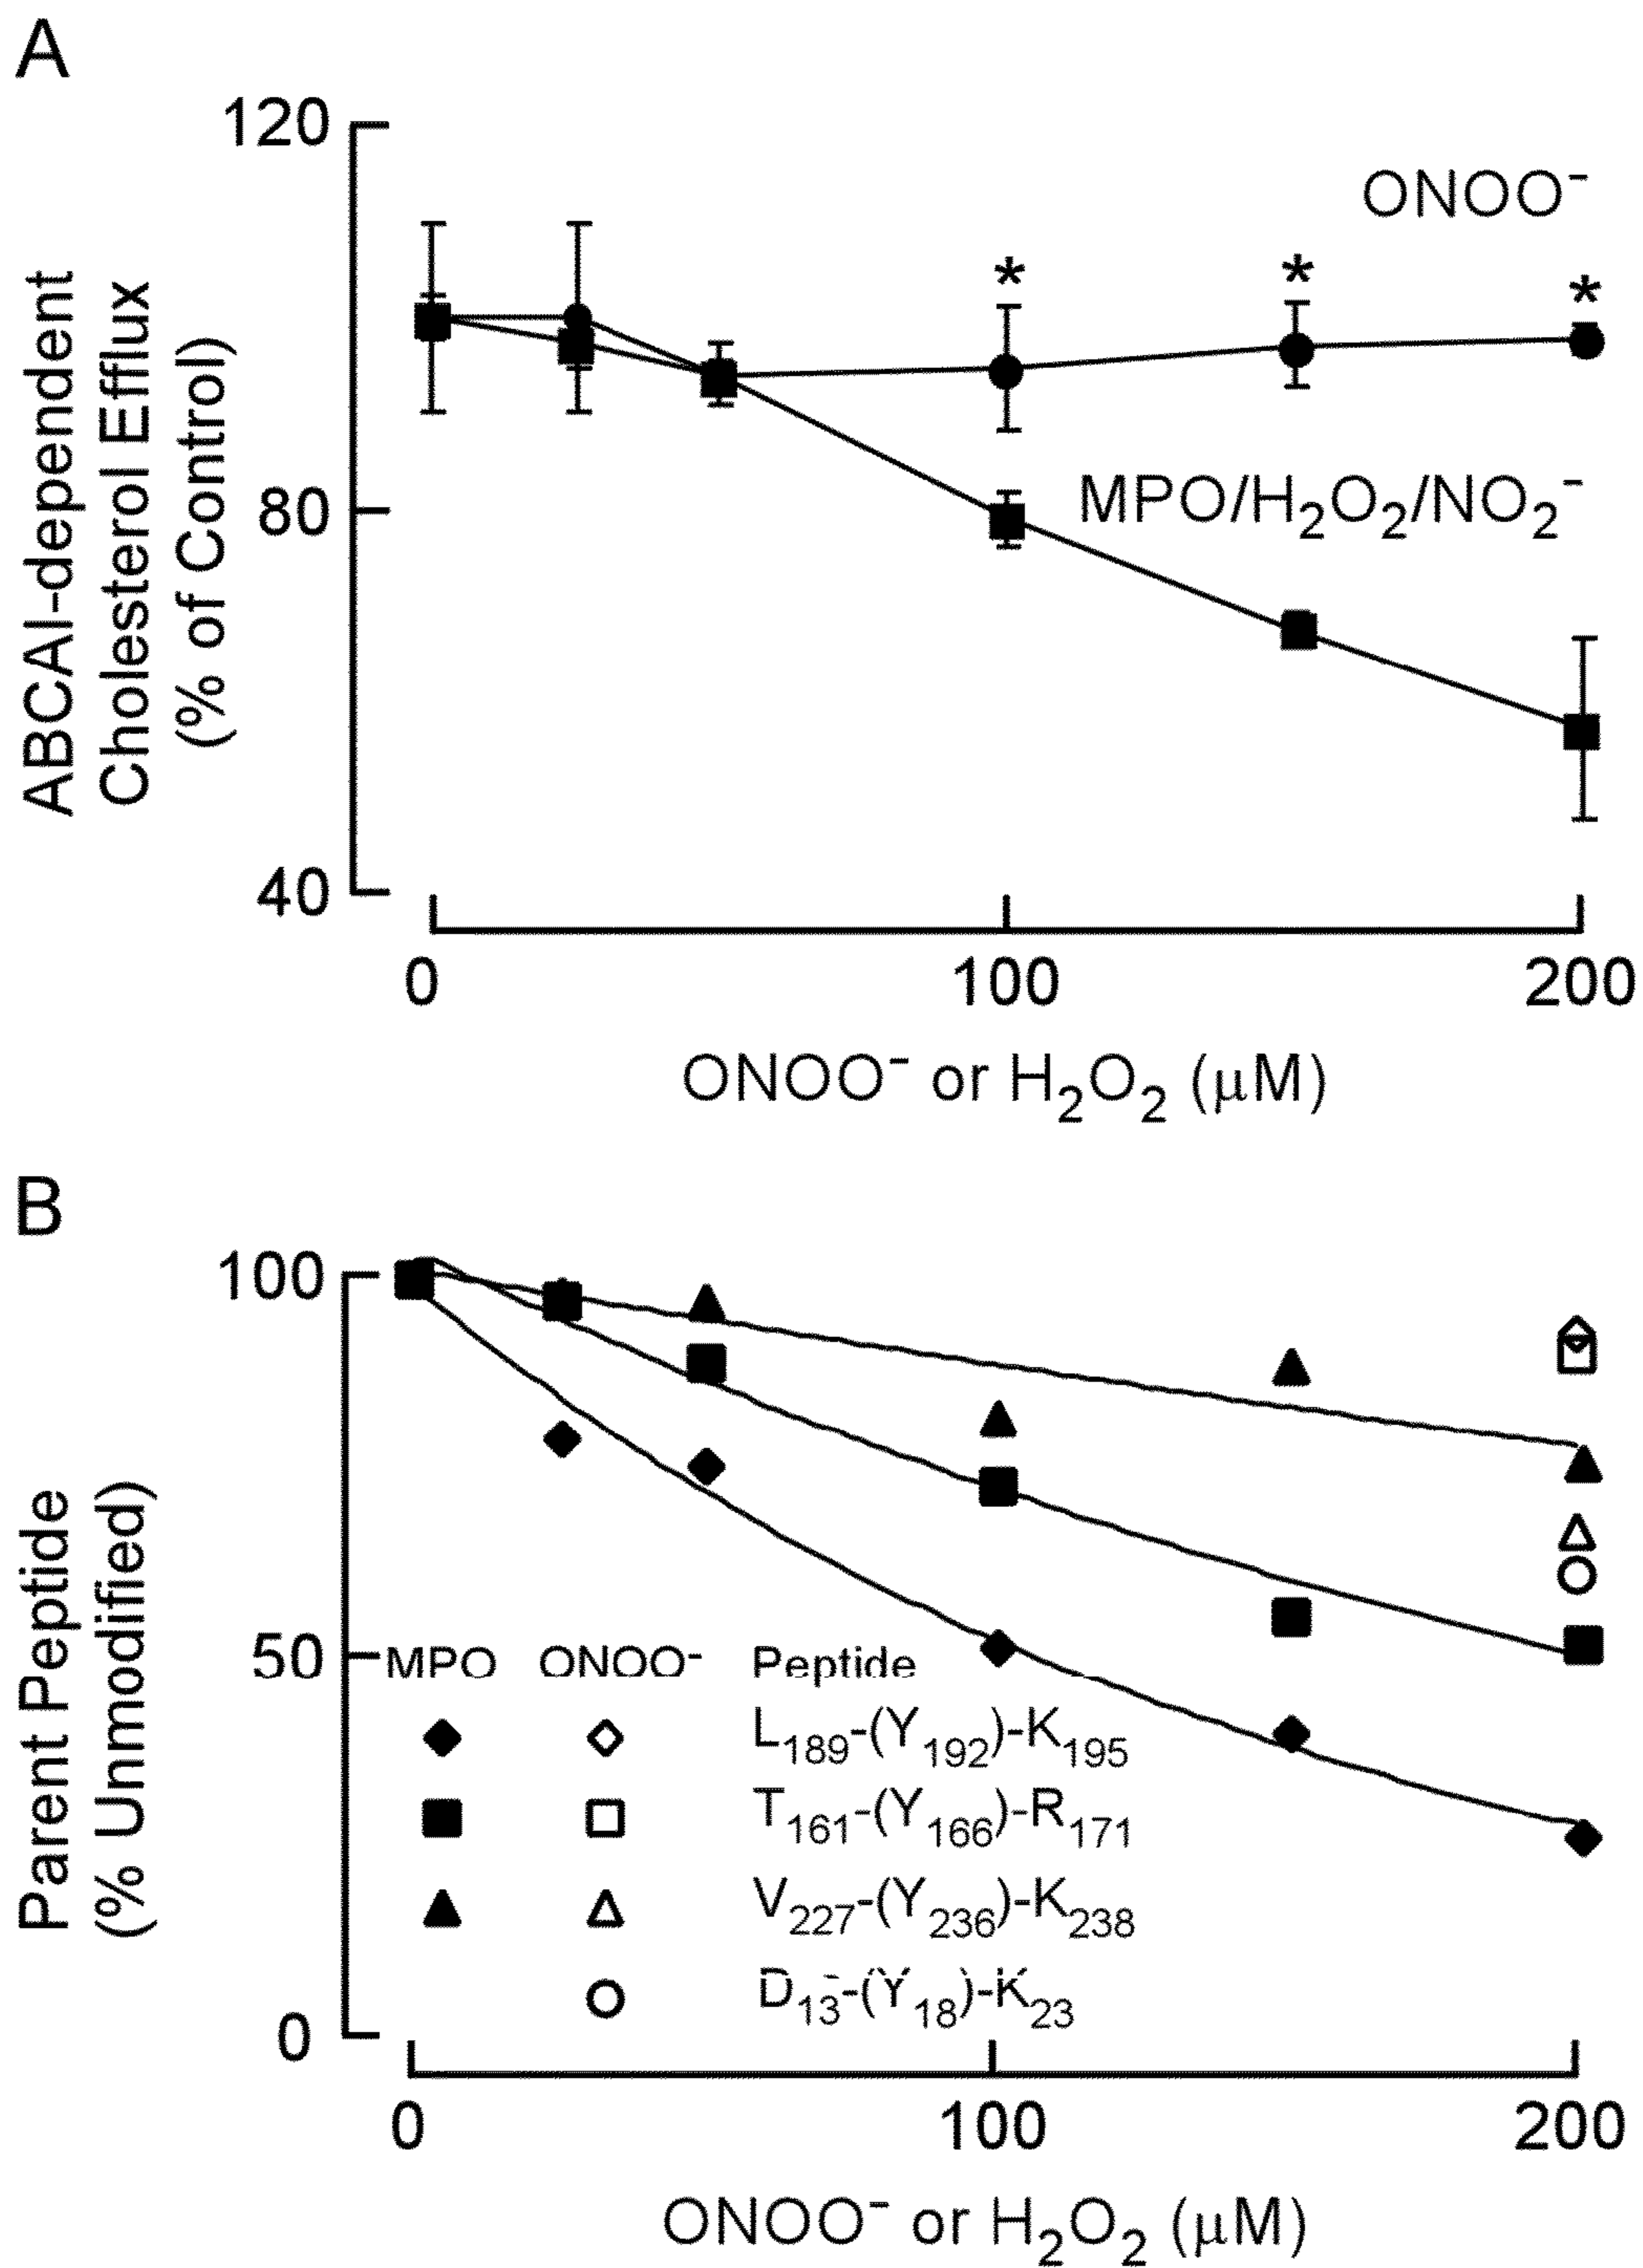 A
120
80
40
ABCAI-dependent
Cholesterol Efflux
(% of Control)
ONOO⁻
* * *
MPO/H₂O₂/NO₂⁻
0 100 200
ONOO⁻ or H₂O₂ (μM)
B
100
50
0
Parent Peptide
(% Unmodified)
MPO ONOO⁻ Peptide
L₁₈₉-(Y₁₉₂)-K₁₉₅
T₁₆₁-(Y₁₆₆)-R₁₇₁
V₂₂₇-(Y₂₃₆)-K₂₃₈
D₁₃-(Y₁₈)-K₂₃
0 100 200
ONOO⁻ or H₂O₂ (μM)